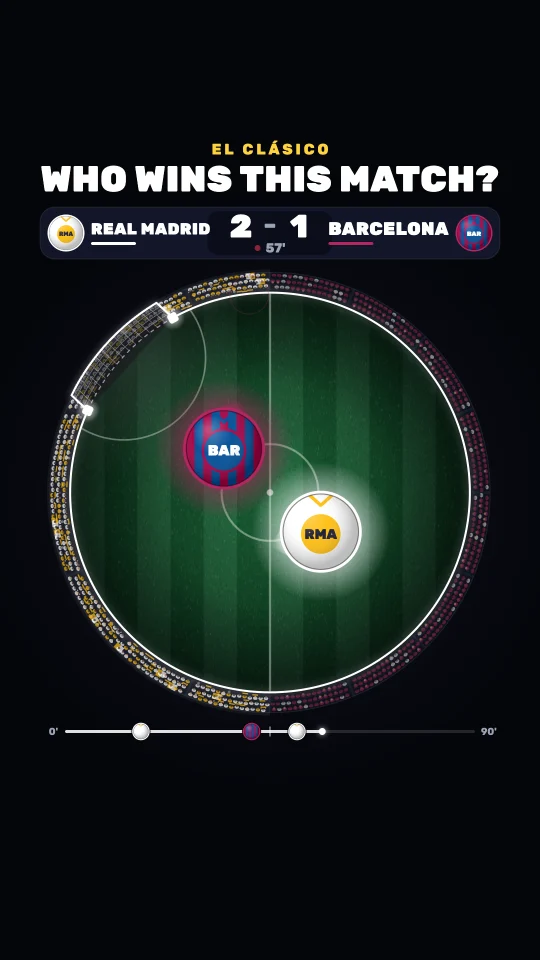 EL CLÁSICO
WHO WINS THIS MATCH?
RMA REAL MADRID 2 - 1 BARCELONA BAR
57'
BAR
RMA
0' 90'